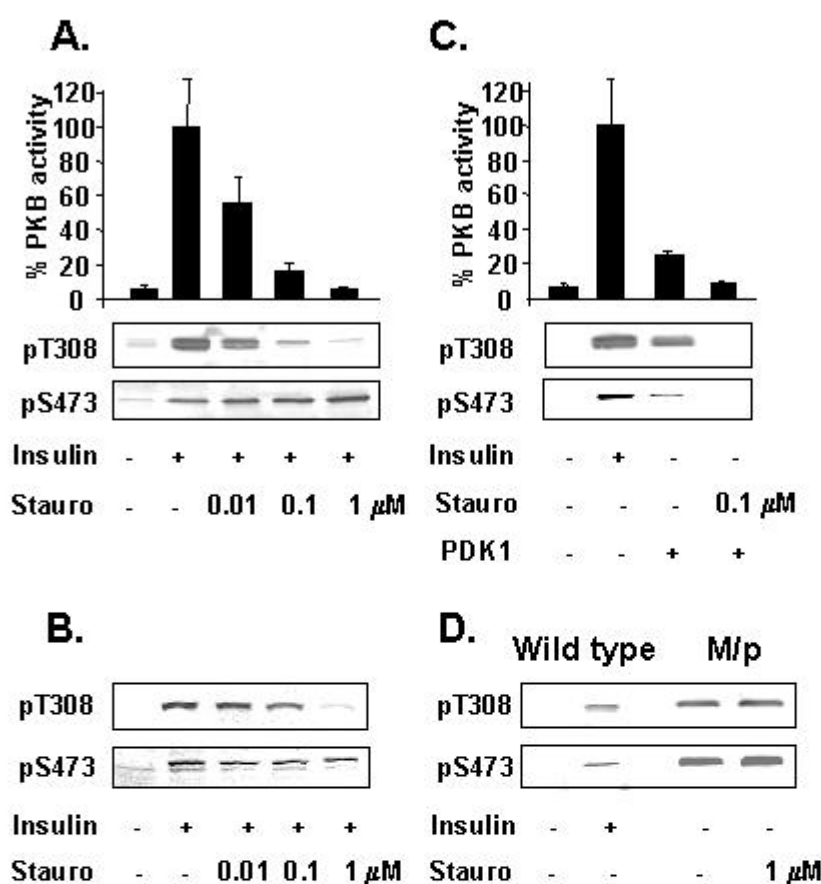 A.
% PKB activity
120
100
80
60
40
20
0
pT308
pS473
Insulin - + + + +
Stauro - - 0.01 0.1 1 µM
C.
% PKB activity
120
100
80
60
40
20
0
pT308
pS473
Insulin - + - -
Stauro - - - 0.1 µM
PDK1 - - + +
B.
pT308
pS473
Insulin - + + + +
Stauro - - 0.01 0.1 1 µM
D.
Wild type M/p
pT308
pS473
Insulin - + - -
Stauro - - - 1 µM